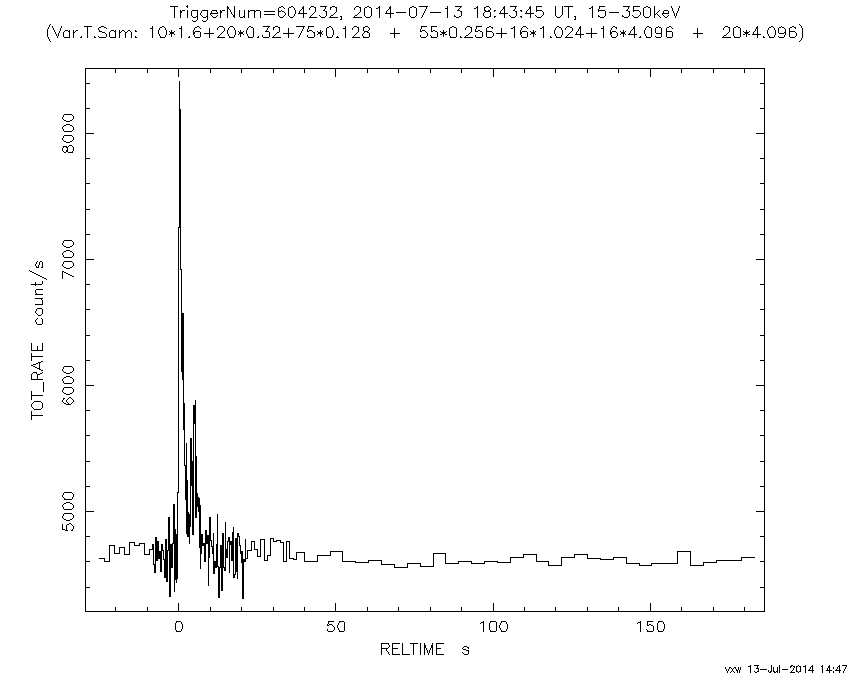 TriggerNum=604232, 2014-07-13 18:43:45 UT, 15-350keV
(Var.T.Sam: 10*1.6+20*0.32+75*0.128 + 55*0.256+16*1.024+16*4.096 + 20*4.096)
8000
7000
TOT_RATE count/s
6000
5000
0 50 100 150
RELTIME s
vxw 13-Jul-2014 14:47